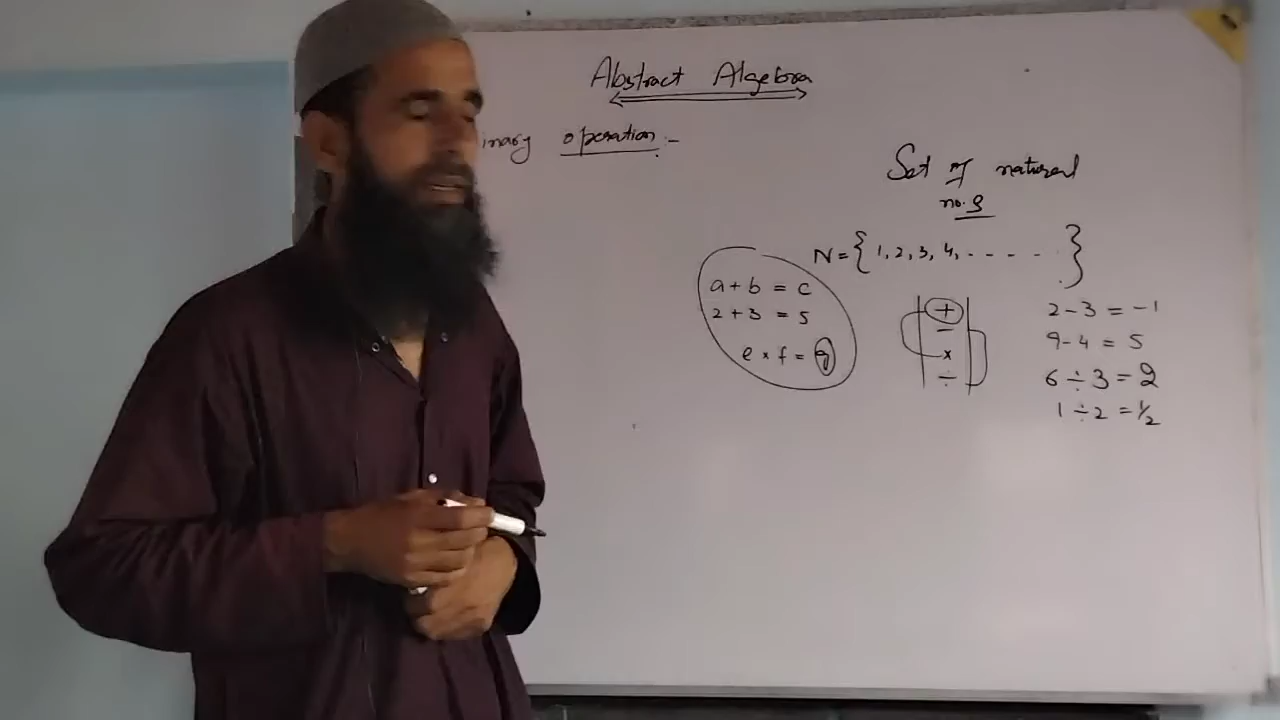 Abstract Algebra
inary operation :-
Set of natural
no.s
N = { 1, 2, 3, 4, - - - - - }
a + b = c
2 + 3 = 5
e × f = g
+
-
×
÷
2 - 3 = -1
9 - 4 = 5
6 ÷ 3 = 2
1 ÷ 2 = 1/2